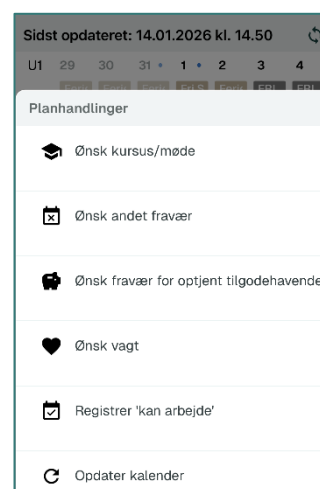 Sidst opdateret: 14.01.2026 kl. 14.50
U1 29 30 31 1 2 3 4
Planhandlinger
Ønsk kursus/møde
Ønsk andet fravær
Ønsk fravær for optjent tilgodehavende
Ønsk vagt
Registrer 'kan arbejde'
Opdater kalender